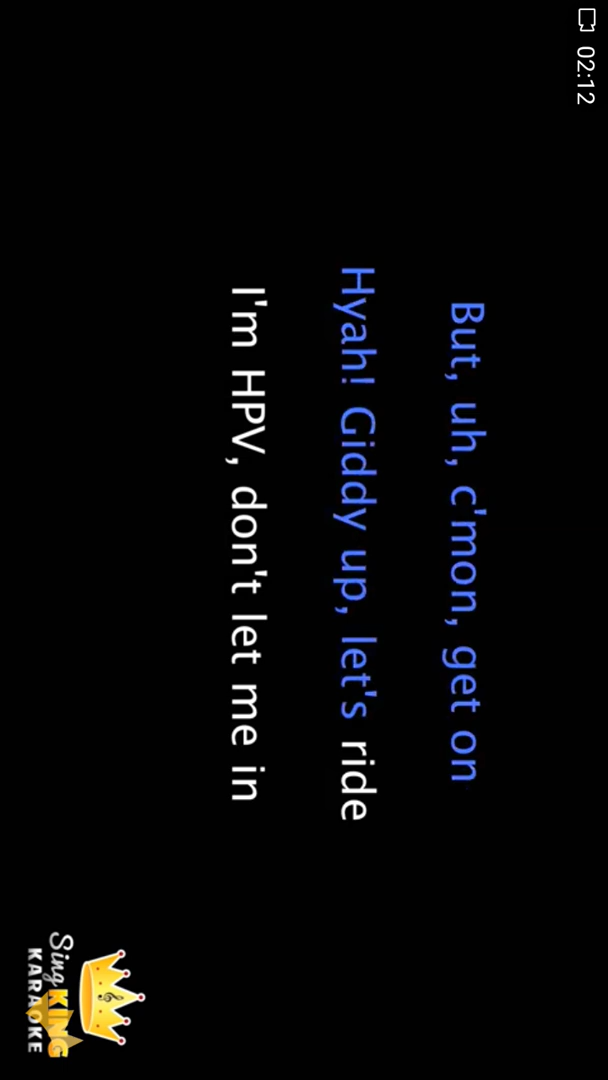 02:12
But, uh, c'mon, get on
Hyah! Giddy up, let's ride
I'm HPV, don't let me in
Sing KING
KARAOKE